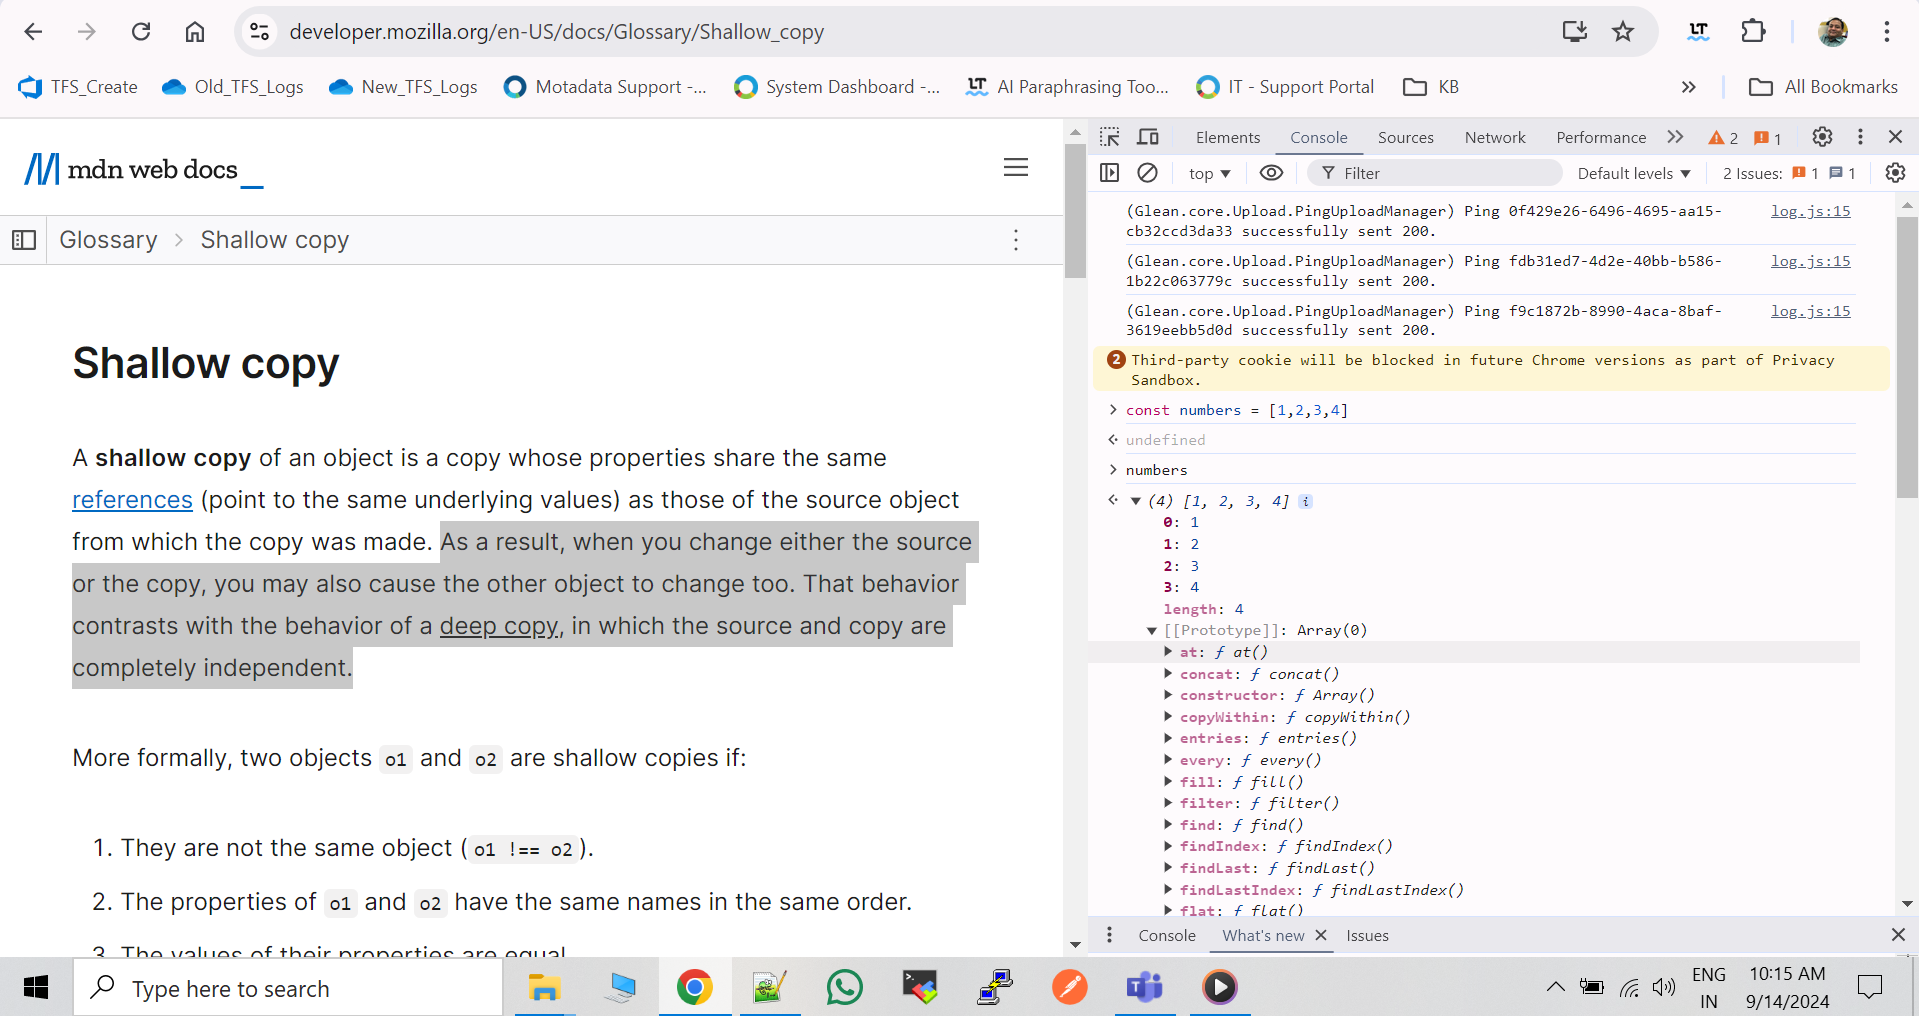 developer.mozilla.org/en-US/docs/Glossary/Shallow_copy
TFS_Create Old_TFS_Logs New_TFS_Logs Motadata Support -... System Dashboard -... LT AI Paraphrasing Too... IT - Support Portal KB All Bookmarks
mdn web docs_
Glossary Shallow copy
Shallow copy
A shallow copy of an object is a copy whose properties share the same
references (point to the same underlying values) as those of the source object
from which the copy was made. As a result, when you change either the source
or the copy, you may also cause the other object to change too. That behavior
contrasts with the behavior of a deep copy, in which the source and copy are
completely independent.
More formally, two objects o1 and o2 are shallow copies if:
1. They are not the same object (o1 !== o2).
2. The properties of o1 and o2 have the same names in the same order.
3. The values of their properties are equal
Elements Console Sources Network Performance 2 1
top Filter Default levels 2 Issues: 1 1
(Glean.core.Upload.PingUploadManager) Ping 0f429e26-6496-4695-aa15- log.js:15
cb32ccd3da33 successfully sent 200.
(Glean.core.Upload.PingUploadManager) Ping fdb31ed7-4d2e-40bb-b586- log.js:15
1b22c063779c successfully sent 200.
(Glean.core.Upload.PingUploadManager) Ping f9c1872b-8990-4aca-8baf- log.js:15
3619eebb5d0d successfully sent 200.
2 Third-party cookie will be blocked in future Chrome versions as part of Privacy
Sandbox.
const numbers = [1,2,3,4]
undefined
numbers
(4) [1, 2, 3, 4] i
0: 1
1: 2
2: 3
3: 4
length: 4
[[Prototype]]: Array(0)
at: ƒ at()
concat: ƒ concat()
constructor: ƒ Array()
copyWithin: ƒ copyWithin()
entries: ƒ entries()
every: ƒ every()
fill: ƒ fill()
filter: ƒ filter()
find: ƒ find()
findIndex: ƒ findIndex()
findLast: ƒ findLast()
findLastIndex: ƒ findLastIndex()
flat: ƒ flat()
Console What's new Issues
Type here to search
ENG 10:15 AM
IN 9/14/2024